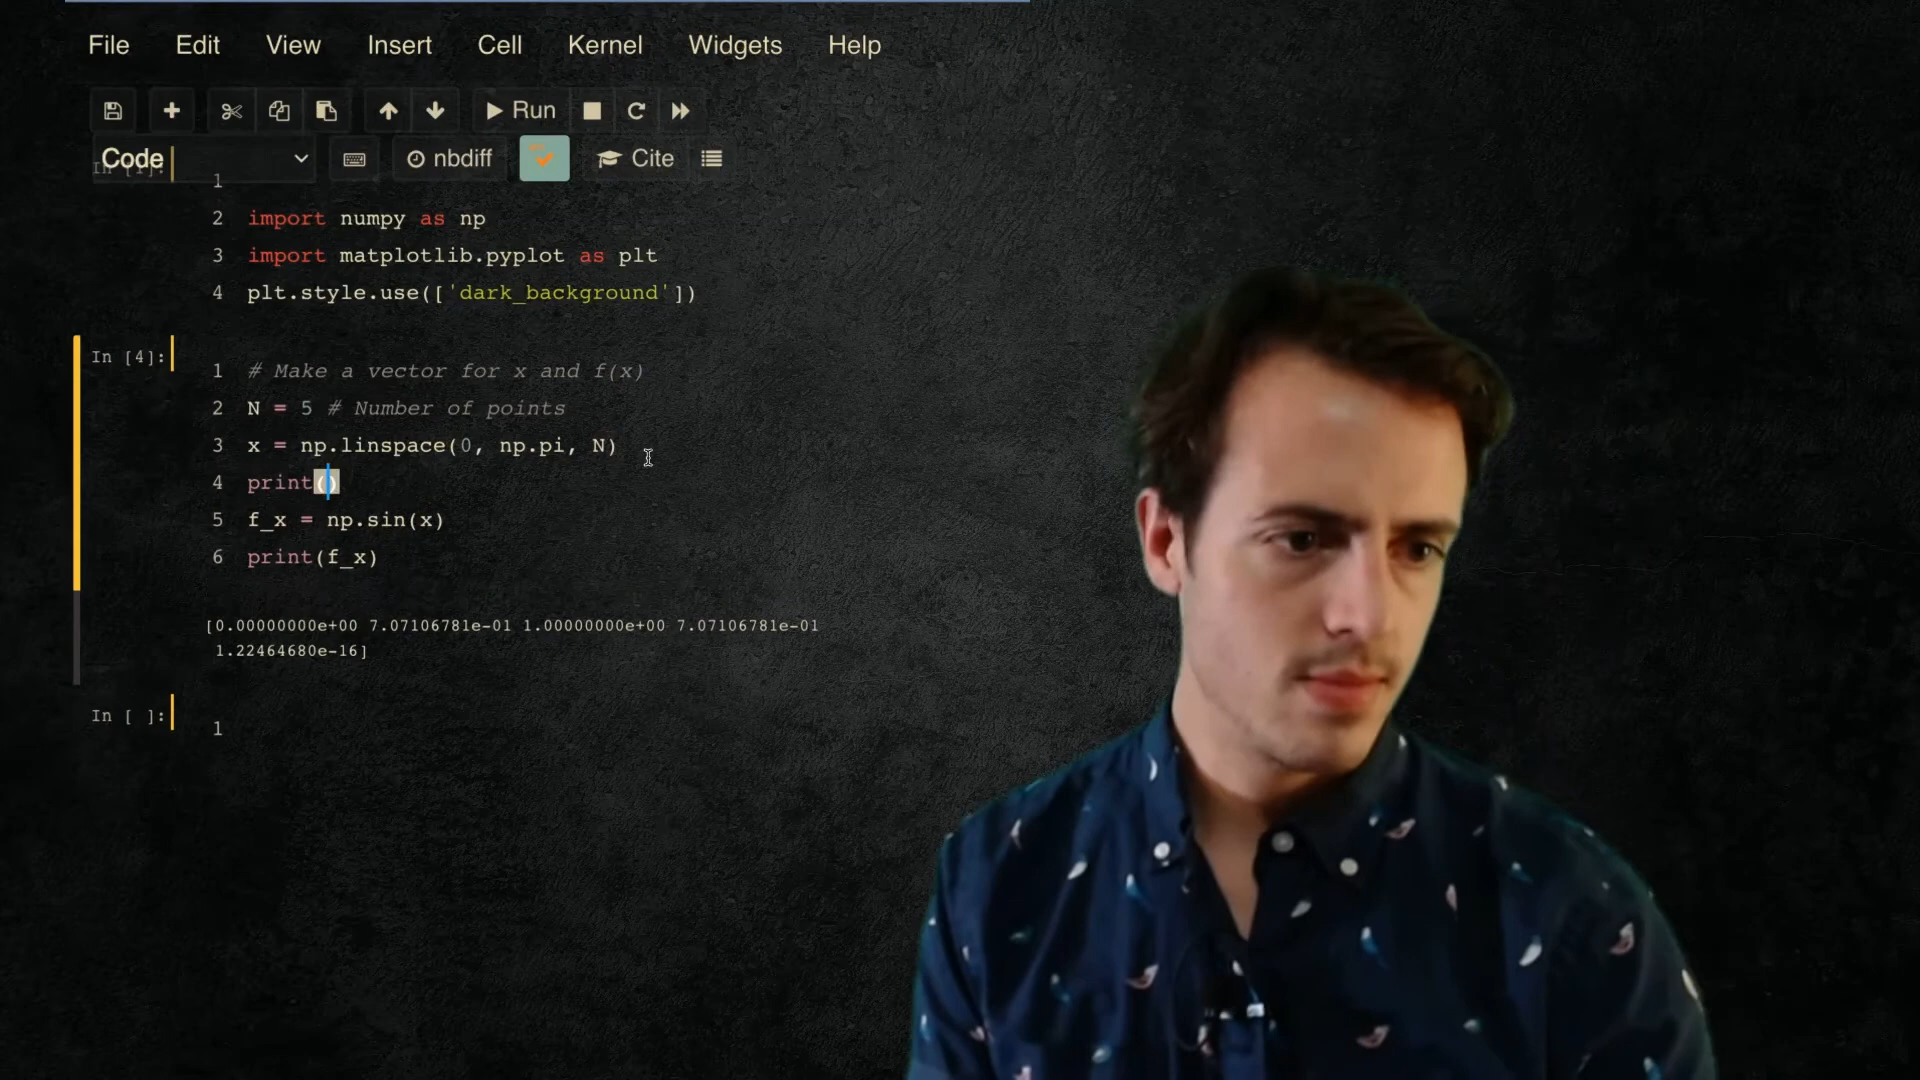 File Edit View Insert Cell Kernel Widgets Help
Run
Code nbdiff Cite
In [1]:
1
2 import numpy as np
3 import matplotlib.pyplot as plt
4 plt.style.use(['dark_background'])
In [4]:
1 # Make a vector for x and f(x)
2 N = 5 # Number of points
3 x = np.linspace(0, np.pi, N)
4 print()
5 f_x = np.sin(x)
6 print(f_x)
[0.00000000e+00 7.07106781e-01 1.00000000e+00 7.07106781e-01
1.22464680e-16]
In [ ]:
1